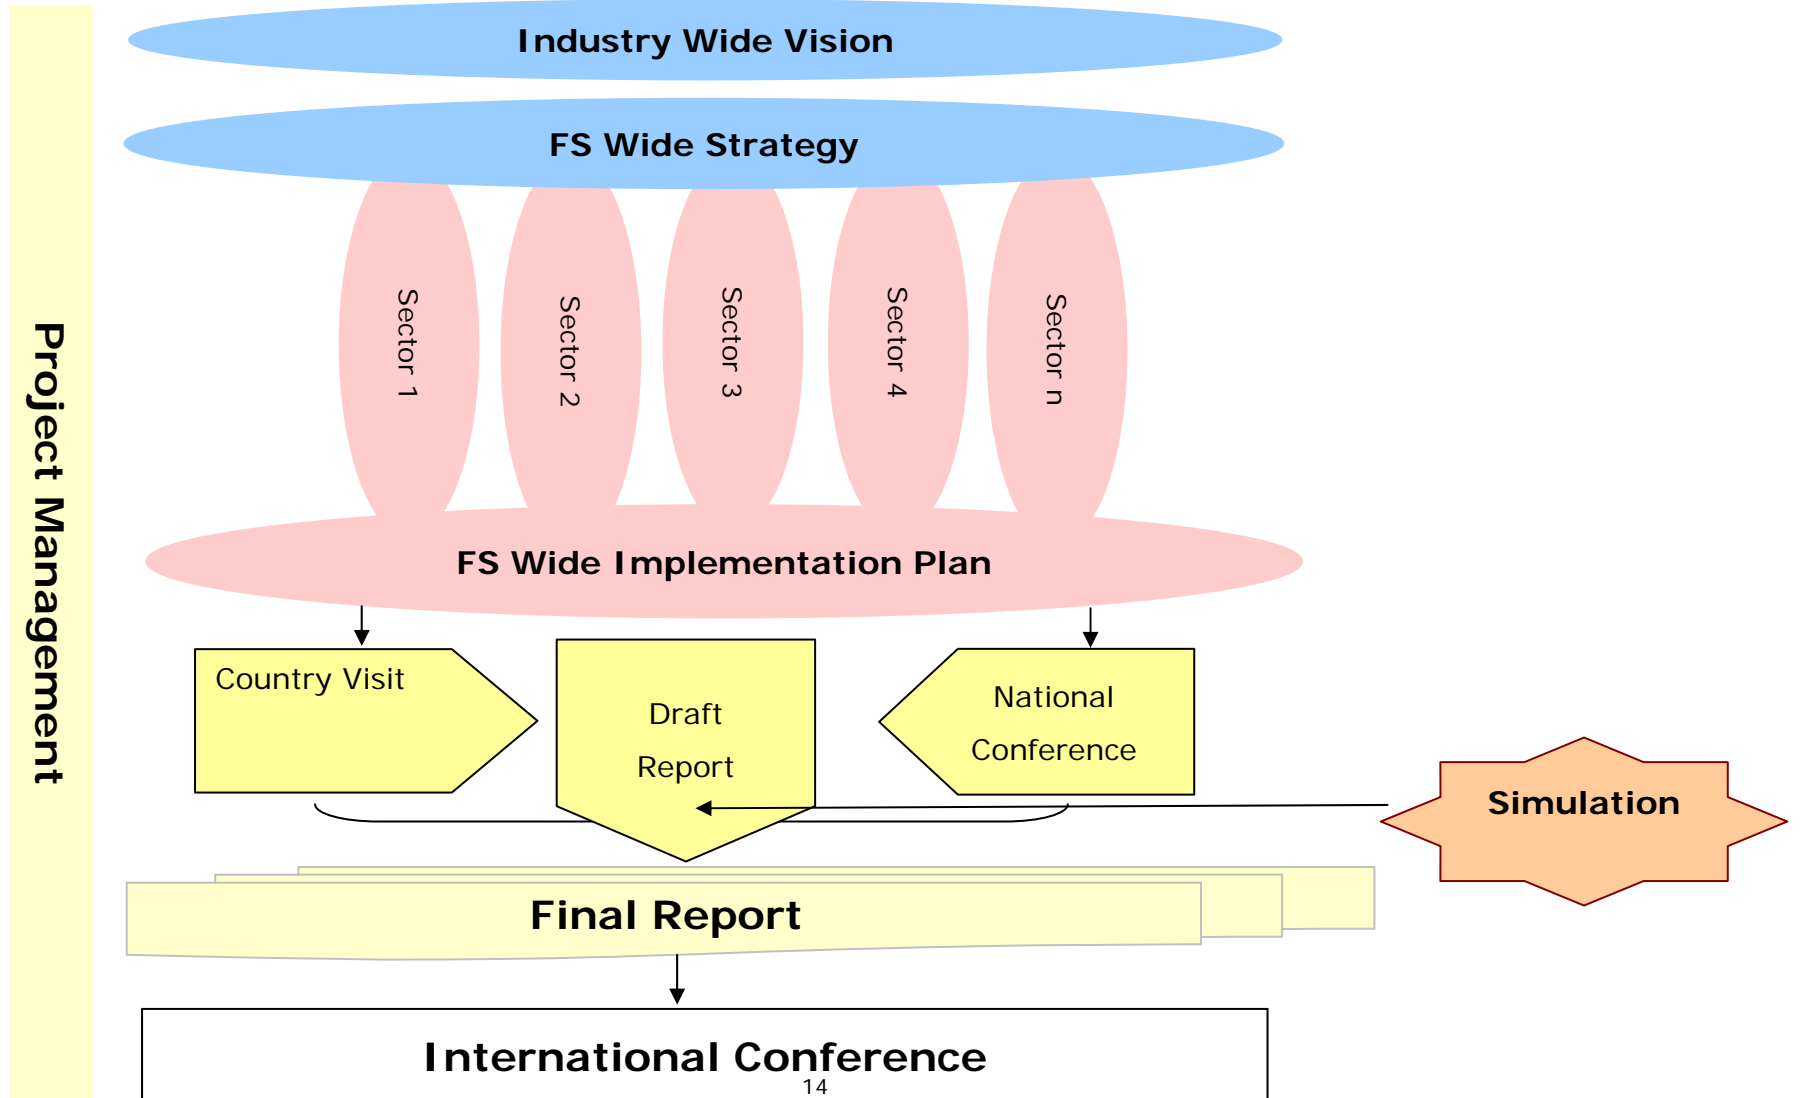 Project Management
Industry Wide Vision
FS Wide Strategy
Sector 1
Sector 2
Sector 3
Sector 4
Sector n
FS Wide Implementation Plan
Country Visit
Draft
Report
National
Conference
Simulation
Final Report
International Conference
14